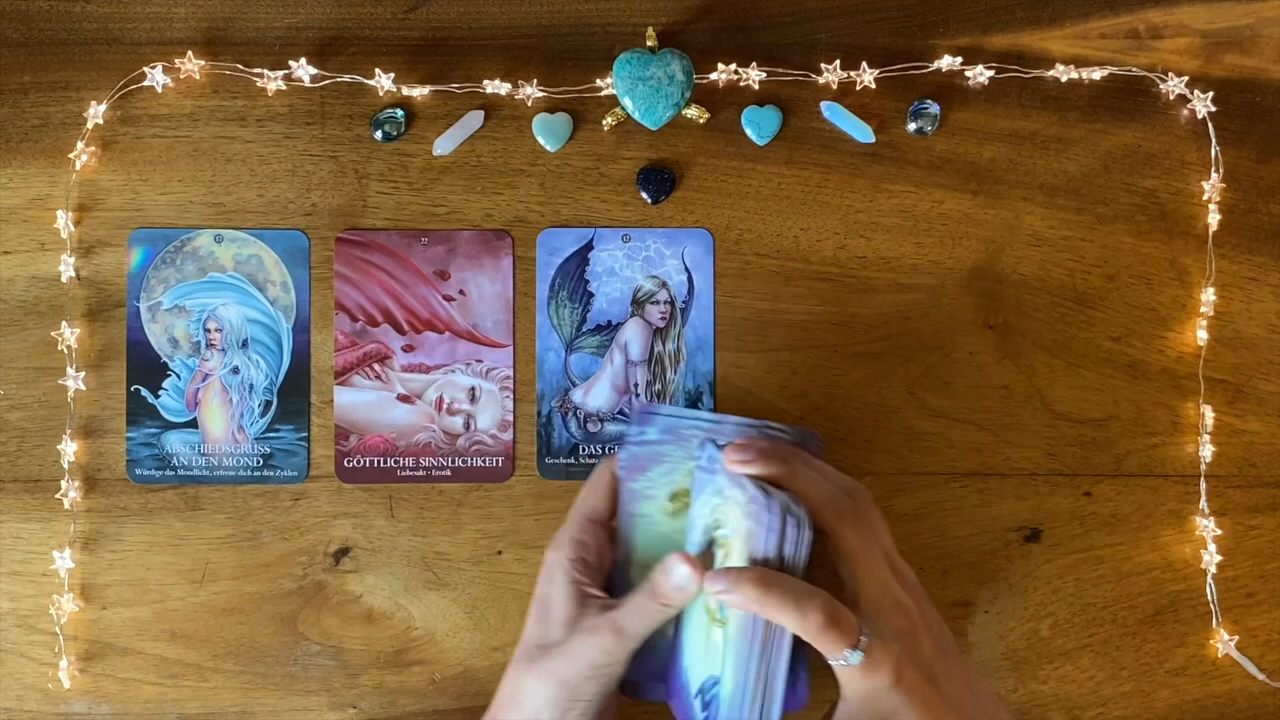 17
ABSCHIEDSGRUSS
AN DEN MOND
Würdige das Mondlicht, erfreue dich an den Zyklen
22
GÖTTLICHE SINNLICHKEIT
Liebesakt • Erotik
12
DAS
Geschenk,